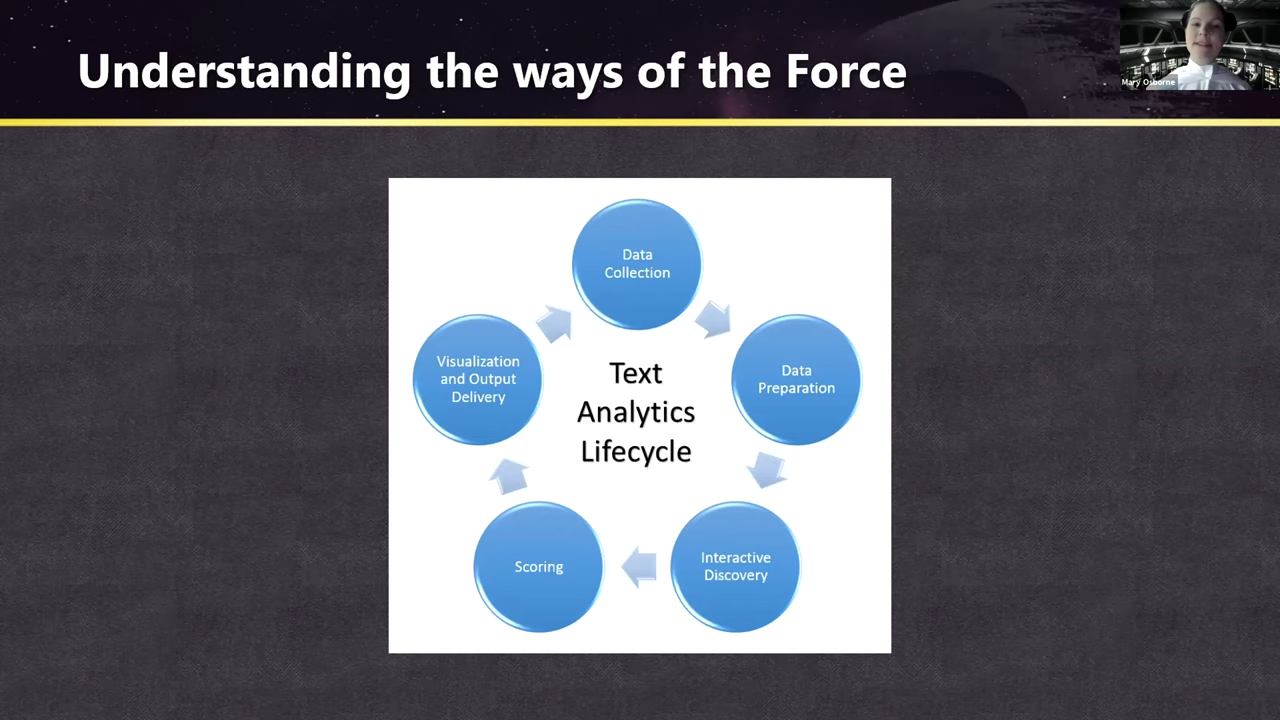 Understanding the ways of the Force
Mary Osborne
Data
Collection
Visualization
and Output
Delivery
Text
Analytics
Lifecycle
Data
Preparation
Scoring
Interactive
Discovery